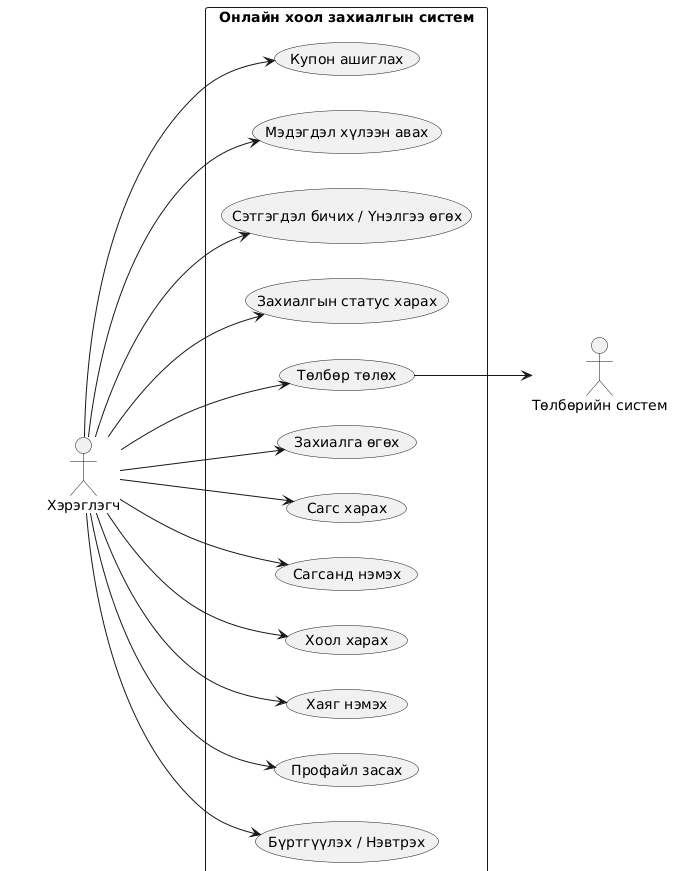 Онлайн хоол захиалгын систем
Купон ашиглах
Мэдэгдэл хүлээн авах
Сэтгэгдэл бичих / Үнэлгээ өгөх
Захиалгын статус харах
Төлбөр төлөх
Төлбөрийн систем
Захиалга өгөх
Хэрэглэгч
Сагс харах
Сагсанд нэмэх
Хоол харах
Хаяг нэмэх
Профайл засах
Бүртгүүлэх / Нэвтрэх